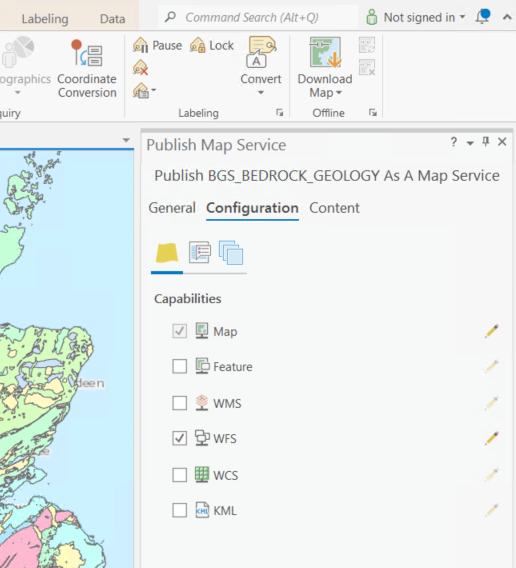 Labeling Data Command Search (Alt+Q) Not signed in
ographics Coordinate Conversion Pause Lock Convert Download Map
quiry Labeling Offline
Publish Map Service
Publish BGS_BEDROCK_GEOLOGY As A Map Service
General Configuration Content
Capabilities
Map
Feature
WMS
WFS
WCS
KML
deen
e